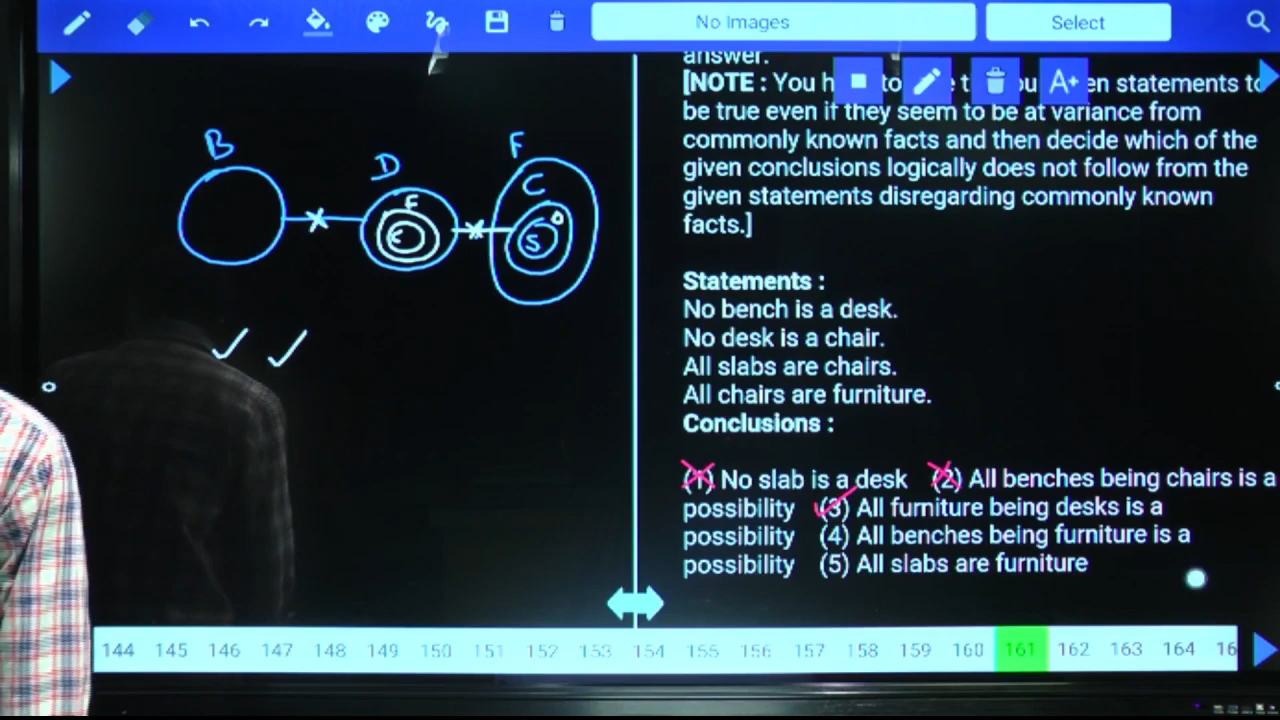 No Images
Select
answer.
[NOTE : You h to t ou en statements to
A+
be true even if they seem to be at variance from
commonly known facts and then decide which of the
given conclusions logically does not follow from the
given statements disregarding commonly known
facts.]
B
D
F
C
S
Statements :
No bench is a desk.
No desk is a chair.
All slabs are chairs.
All chairs are furniture.
Conclusions :
(1) No slab is a desk (2) All benches being chairs is a
possibility (3) All furniture being desks is a
possibility (4) All benches being furniture is a
possibility (5) All slabs are furniture
144 145 146 147 148 149 150 151 152 153 154 155 156 157 158 159 160 161 162 163 164 16